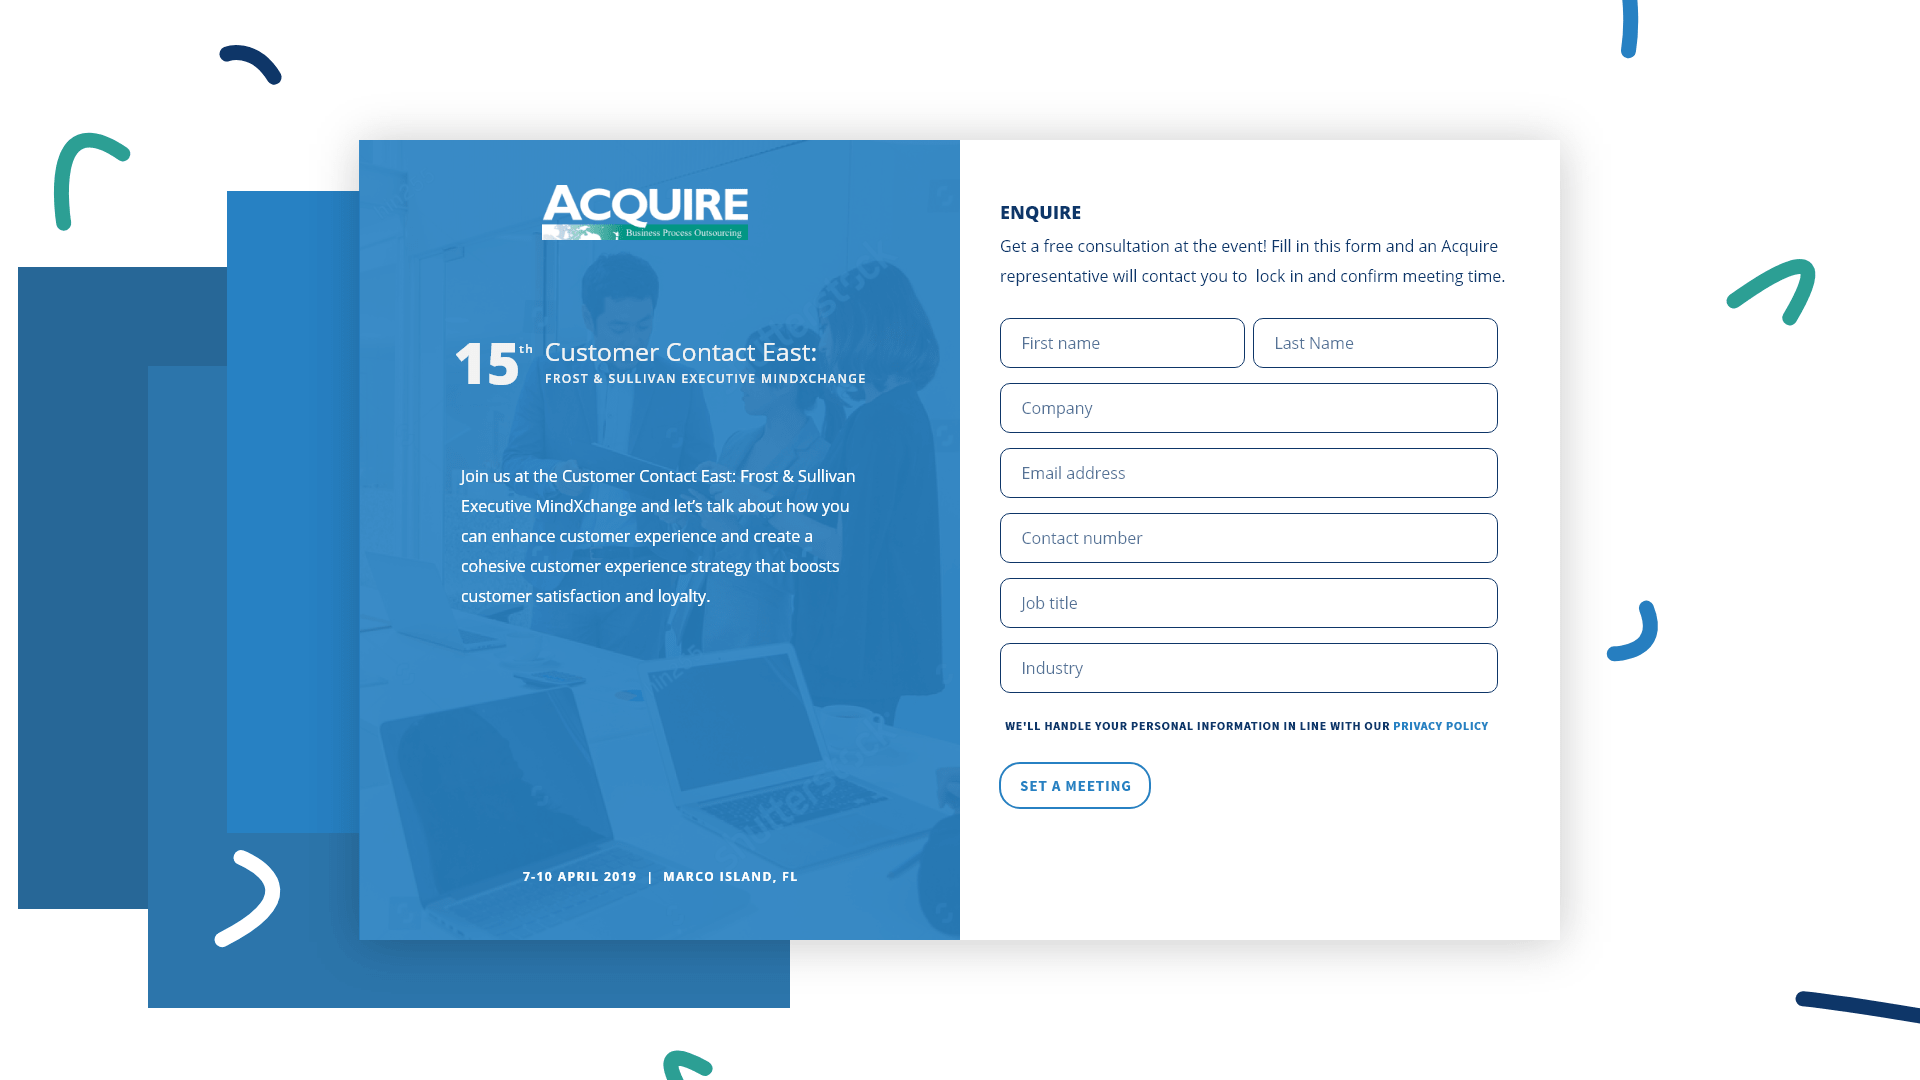 ACQUIRE
Business Process Outsourcing
15th Customer Contact East:
FROST & SULLIVAN EXECUTIVE MINDXCHANGE
Join us at the Customer Contact East: Frost & Sullivan
Executive MindXchange and let’s talk about how you
can enhance customer experience and create a
cohesive customer experience strategy that boosts
customer satisfaction and loyalty.
7-10 APRIL 2019 | MARCO ISLAND, FL
ENQUIRE
Get a free consultation at the event! Fill in this form and an Acquire
representative will contact you to lock in and confirm meeting time.
First name
Last Name
Company
Email address
Contact number
Job title
Industry
WE'LL HANDLE YOUR PERSONAL INFORMATION IN LINE WITH OUR PRIVACY POLICY
SET A MEETING
shutterstock
shutterstock